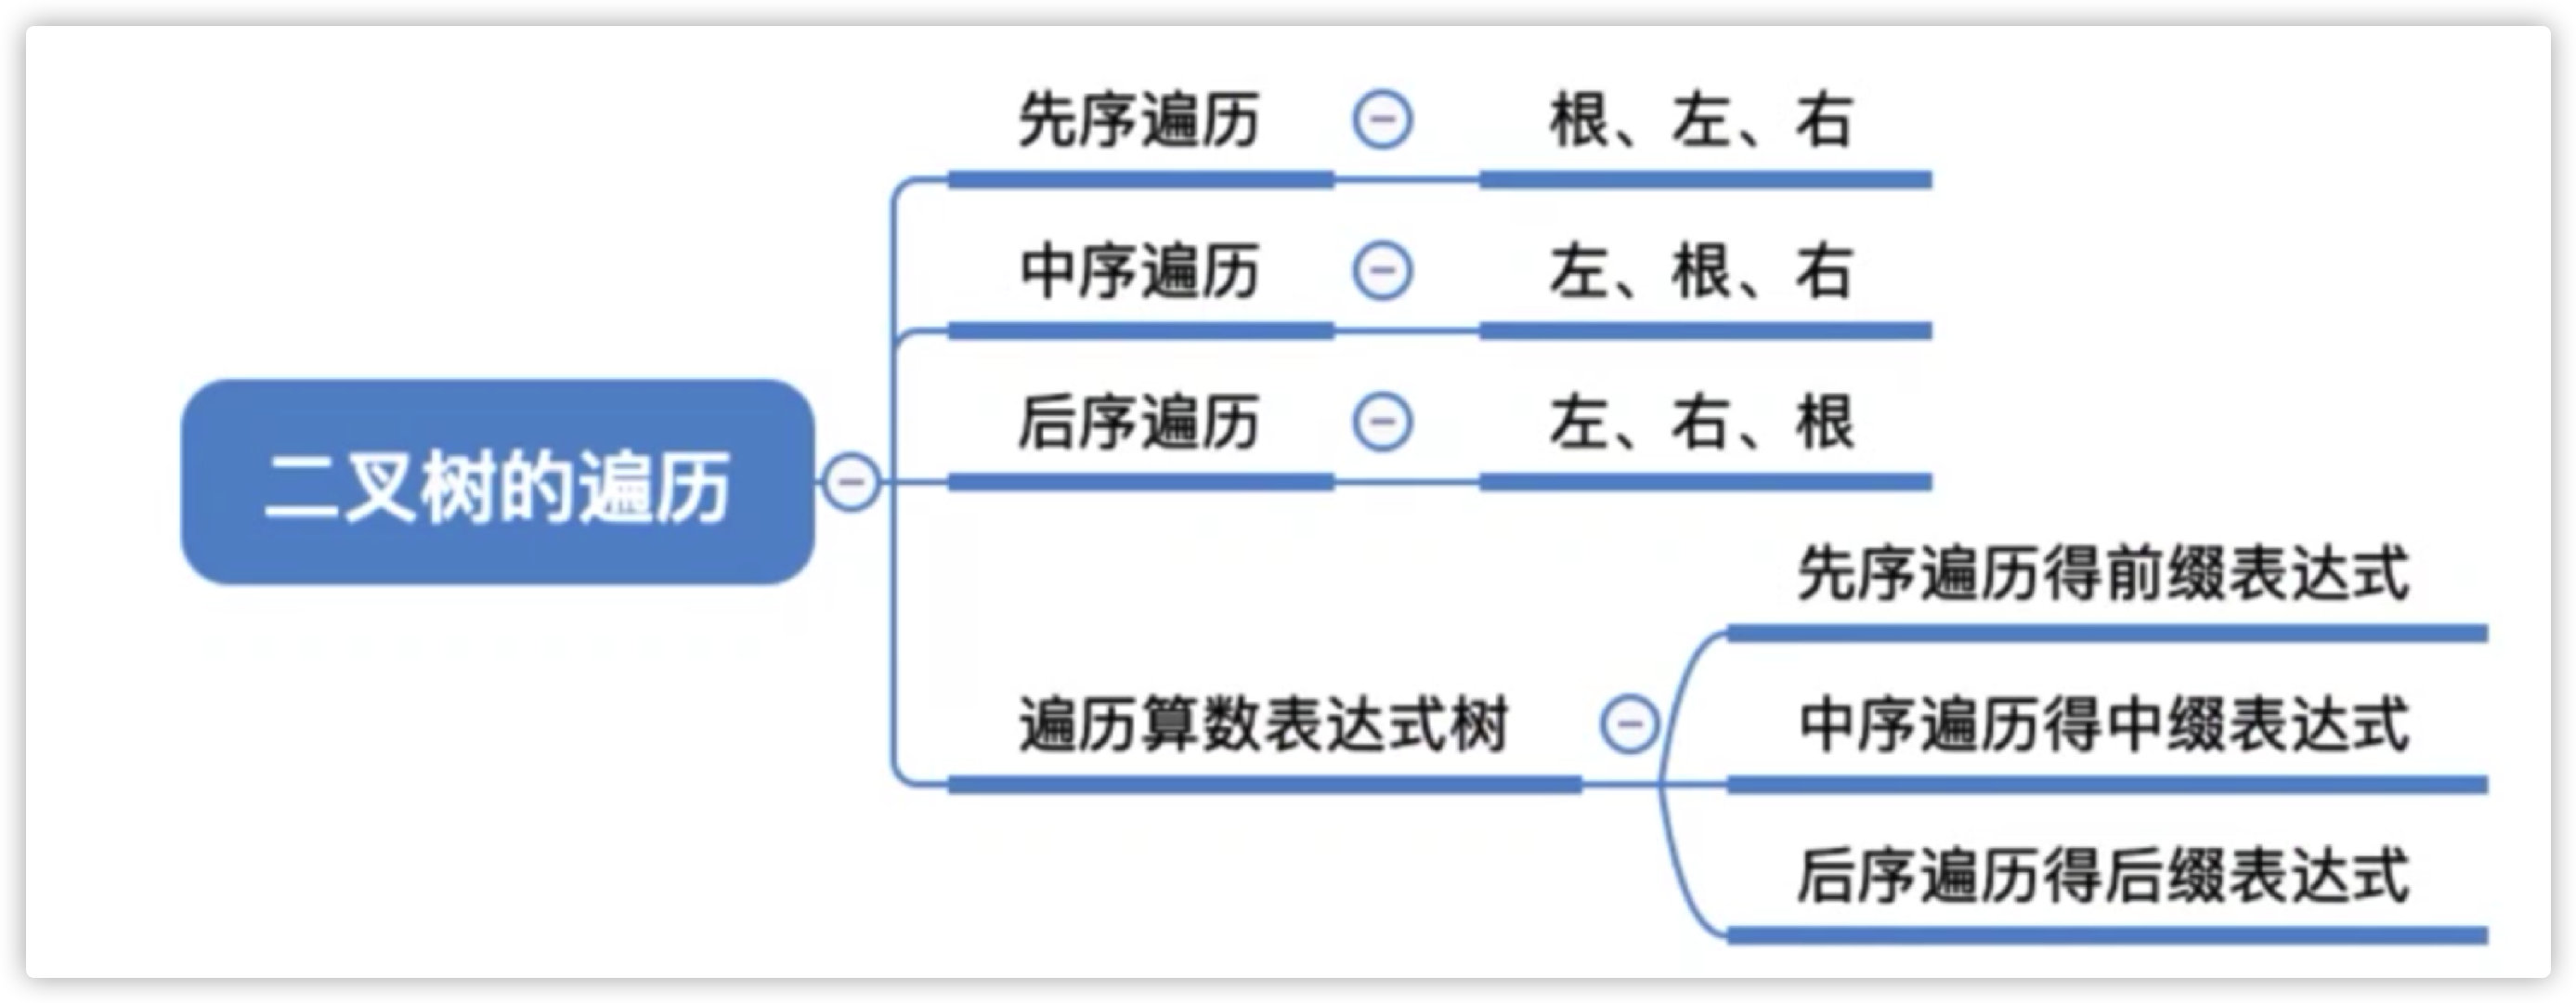 先序遍历
根、左、右
中序遍历
左、根、右
后序遍历
左、右、根
二叉树的遍历
先序遍历得前缀表达式
遍历算数表达式树
中序遍历得中缀表达式
后序遍历得后缀表达式